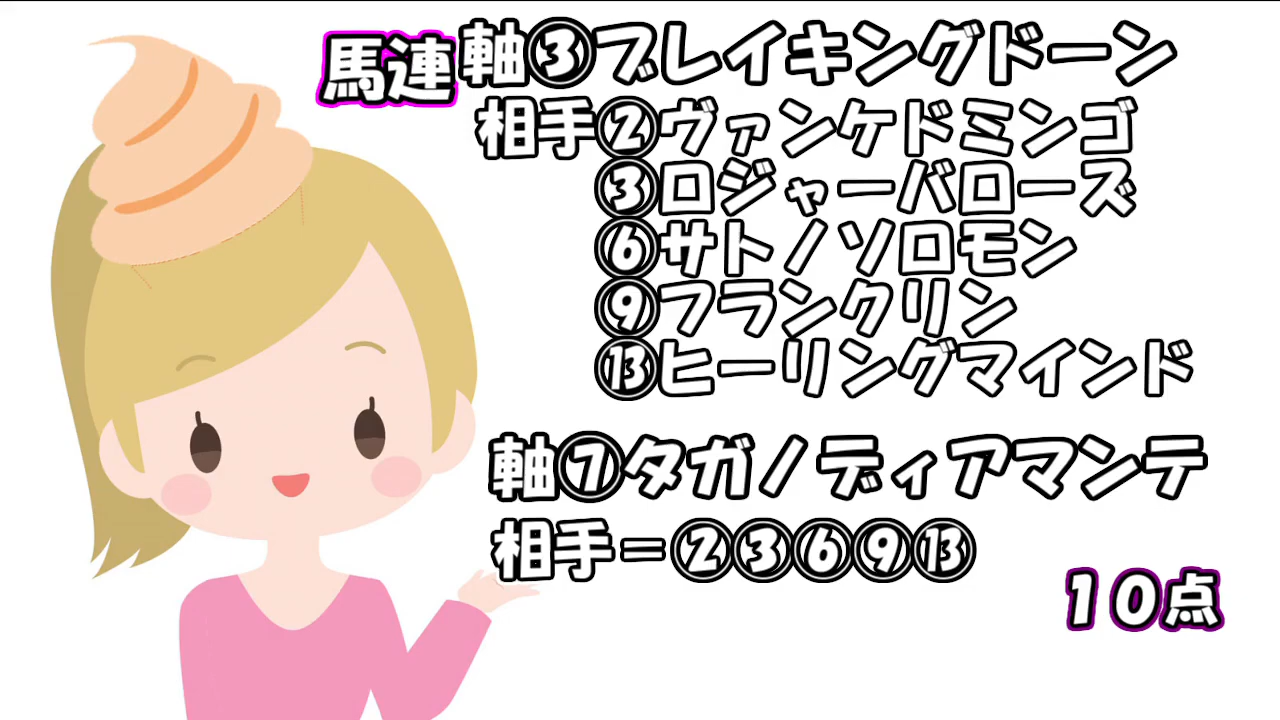 馬連 軸③ブレイキングドーン
相手②ヴァンケドミンゴ
③ロジャーバローズ
⑥サトノソロモン
⑨フランクリン
⑬ヒーリングマインド
軸⑦タガノディアマンテ
相手＝②③⑥⑨⑬
１０点